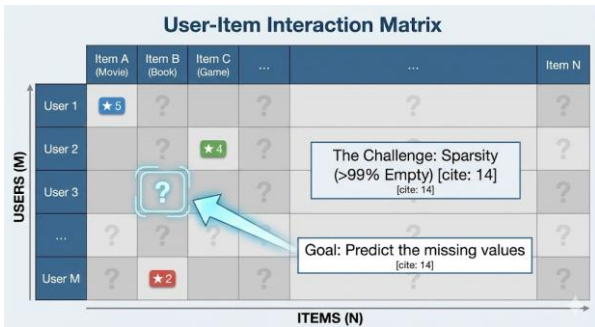 User-Item Interaction Matrix
Item A
(Movie)
Item B
(Book)
Item C
(Game)
...
...
Item N
USERS (M)
User 1
★ 5
?
?
?
?
User 2
?
★ 4
?
?
User 3
?
?
...
?
?
?
?
?
User M
?
★ 2
?
?
The Challenge: Sparsity
(>99% Empty) [cite: 14]
[cite: 14]
Goal: Predict the missing values
[cite: 14]
ITEMS (N)